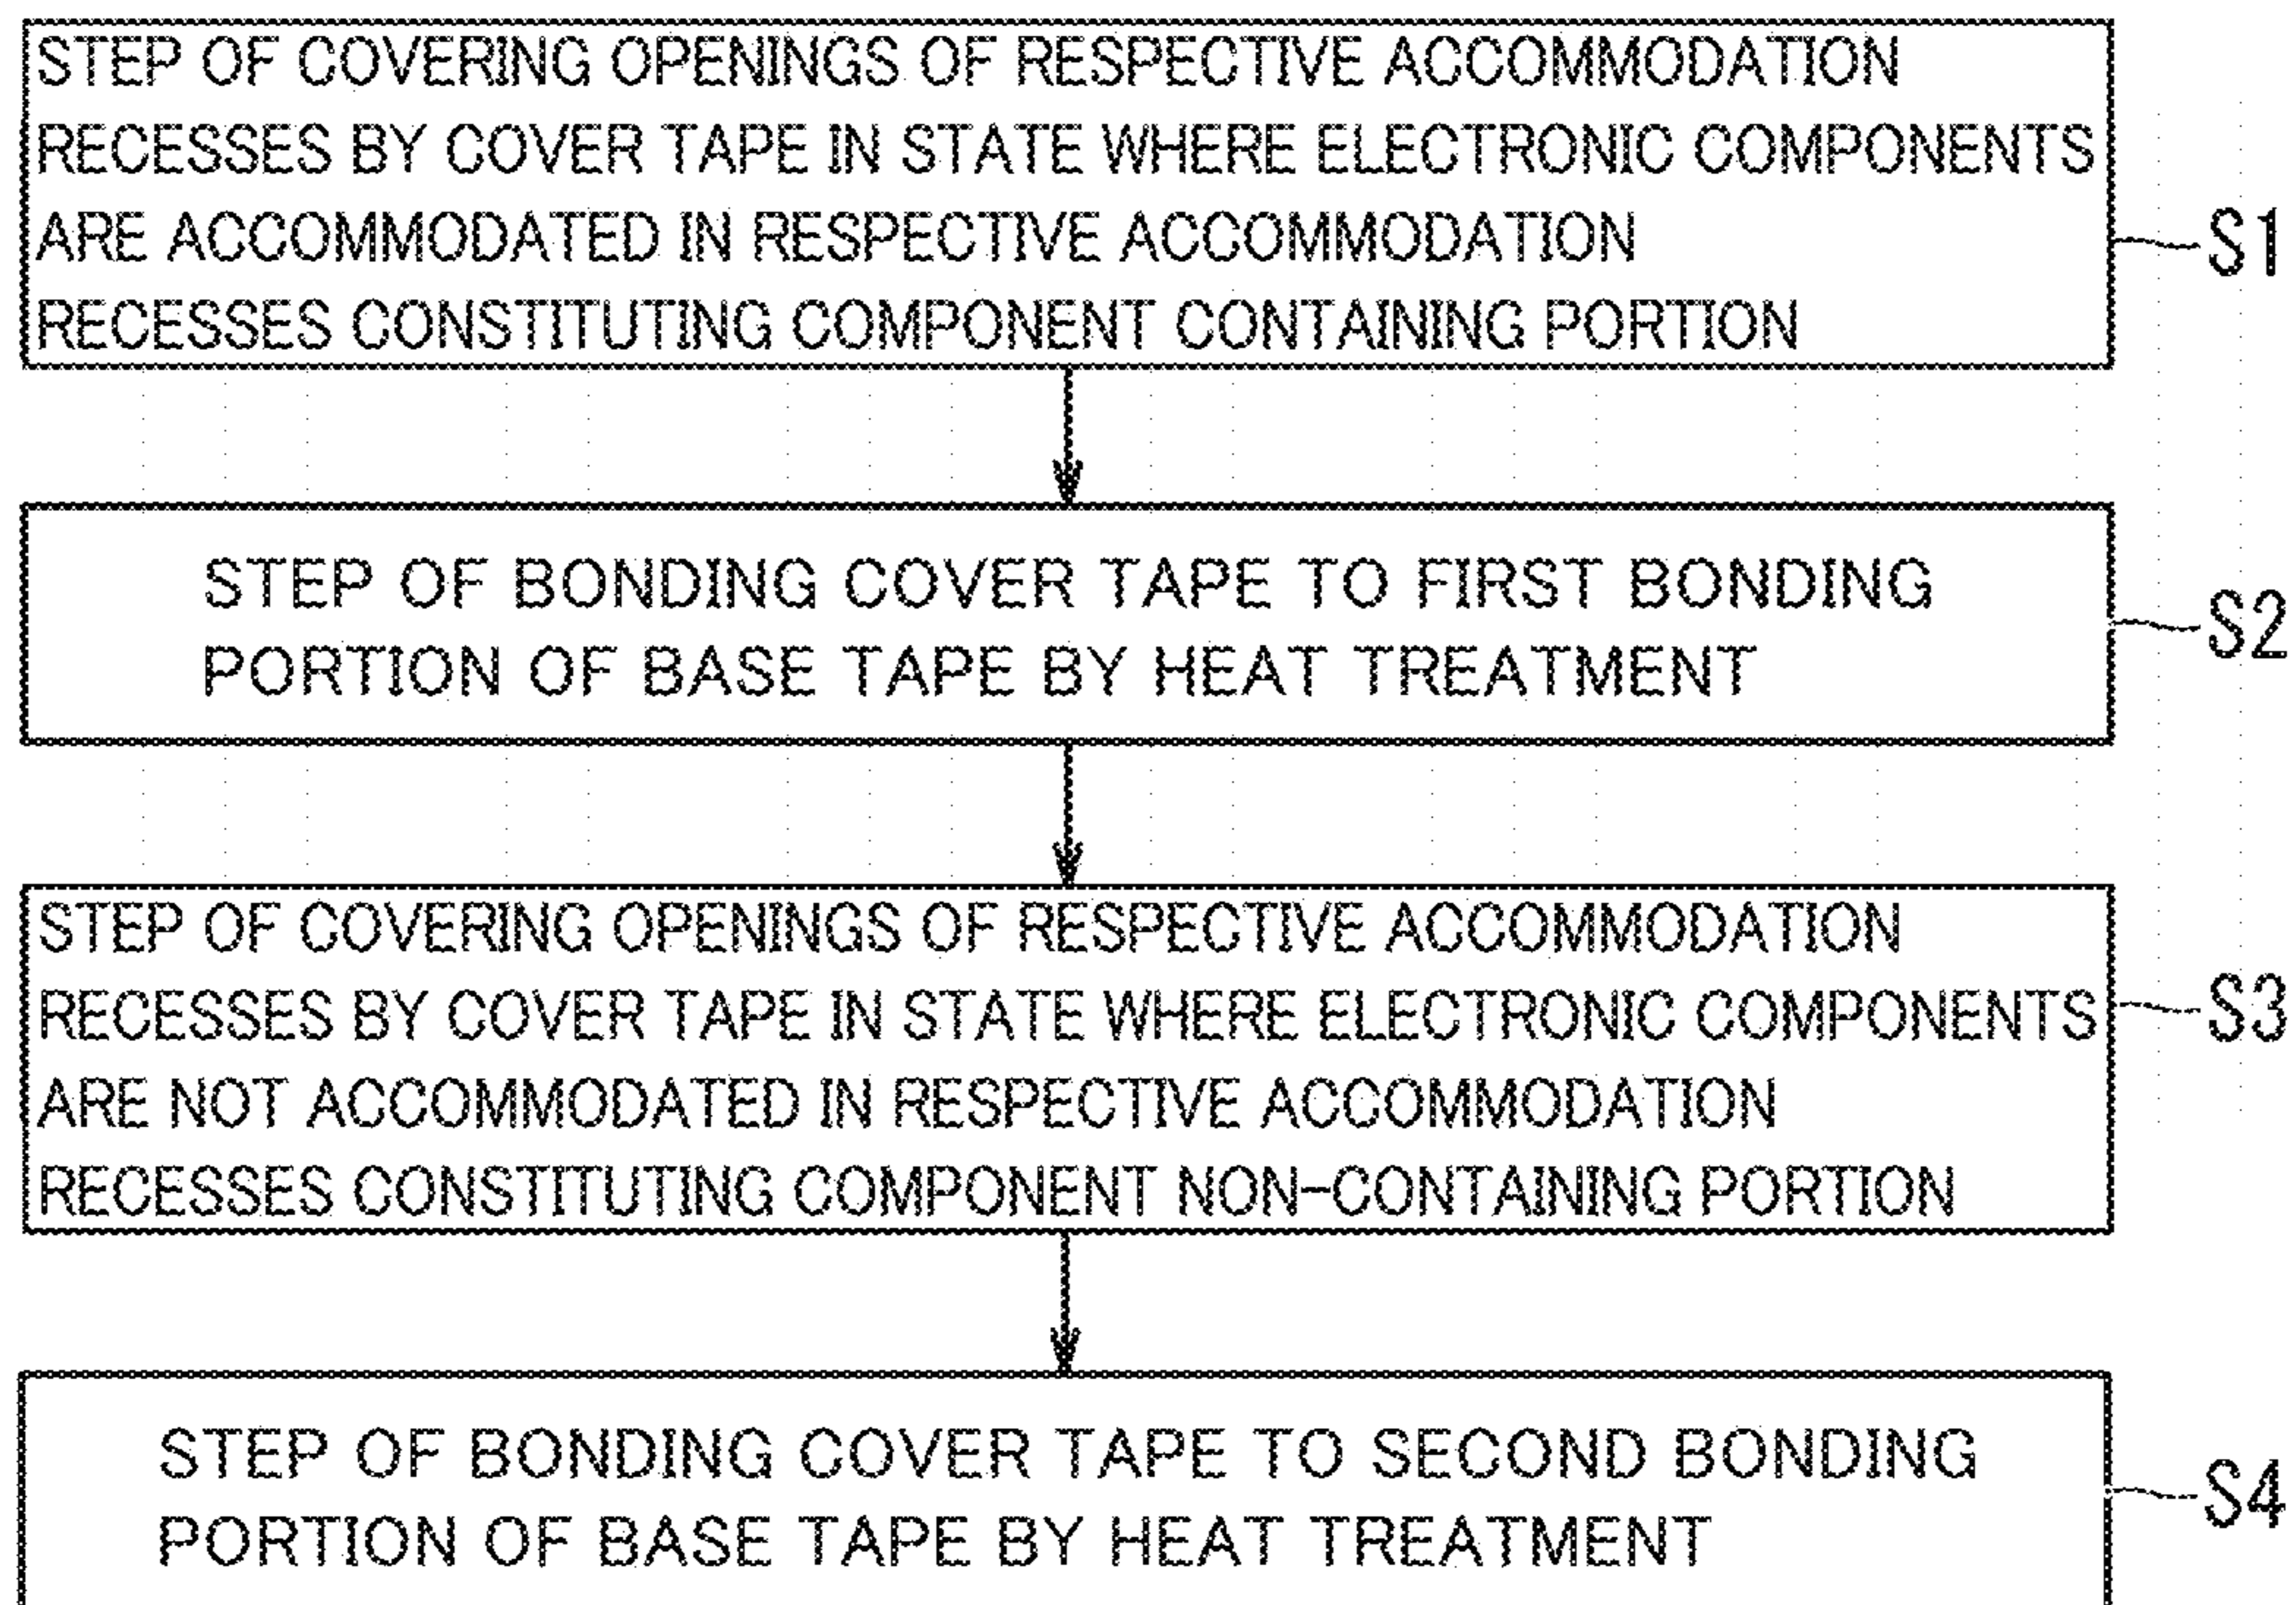 STEP OF COVERING OPENINGS OF RESPECTIVE ACCOMMODATION
RECESSES BY COVER TAPE IN STATE WHERE ELECTRONIC COMPONENTS
ARE ACCOMMODATED IN RESPECTIVE ACCOMMODATION
RECESSES CONSTITUTING COMPONENT CONTAINING PORTION
S1
STEP OF BONDING COVER TAPE TO FIRST BONDING
PORTION OF BASE TAPE BY HEAT TREATMENT
S2
STEP OF COVERING OPENINGS OF RESPECTIVE ACCOMMODATION
RECESSES BY COVER TAPE IN STATE WHERE ELECTRONIC COMPONENTS
ARE NOT ACCOMMODATED IN RESPECTIVE ACCOMMODATION
RECESSES CONSTITUTING COMPONENT NON-CONTAINING PORTION
S3
STEP OF BONDING COVER TAPE TO SECOND BONDING
PORTION OF BASE TAPE BY HEAT TREATMENT
S4